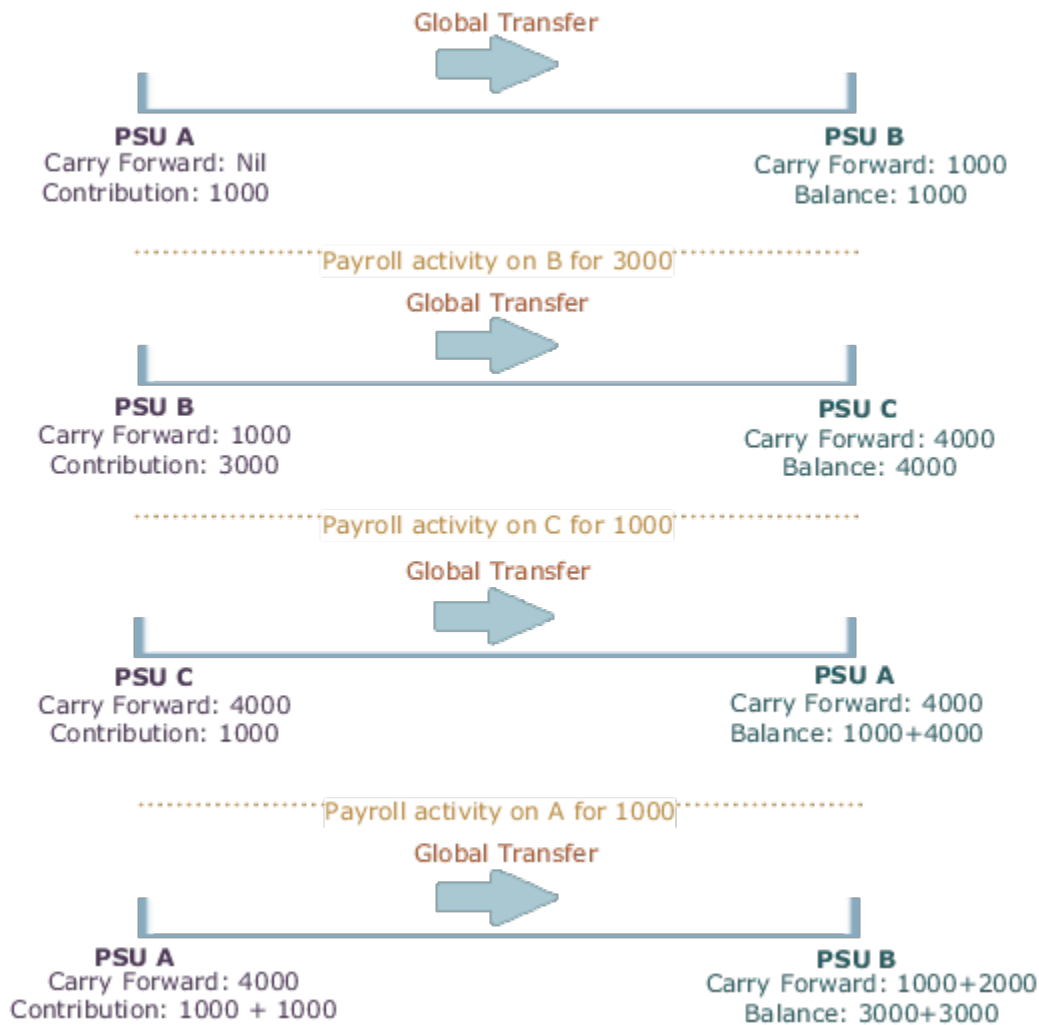 Global Transfer
PSU A
Carry Forward: Nil
Contribution: 1000
PSU B
Carry Forward: 1000
Balance: 1000
Payroll activity on B for 3000
Global Transfer
PSU B
Carry Forward: 1000
Contribution: 3000
PSU C
Carry Forward: 4000
Balance: 4000
Payroll activity on C for 1000
Global Transfer
PSU C
Carry Forward: 4000
Contribution: 1000
PSU A
Carry Forward: 4000
Balance: 1000+4000
Payroll activity on A for 1000
Global Transfer
PSU A
Carry Forward: 4000
Contribution: 1000 + 1000
PSU B
Carry Forward: 1000+2000
Balance: 3000+3000